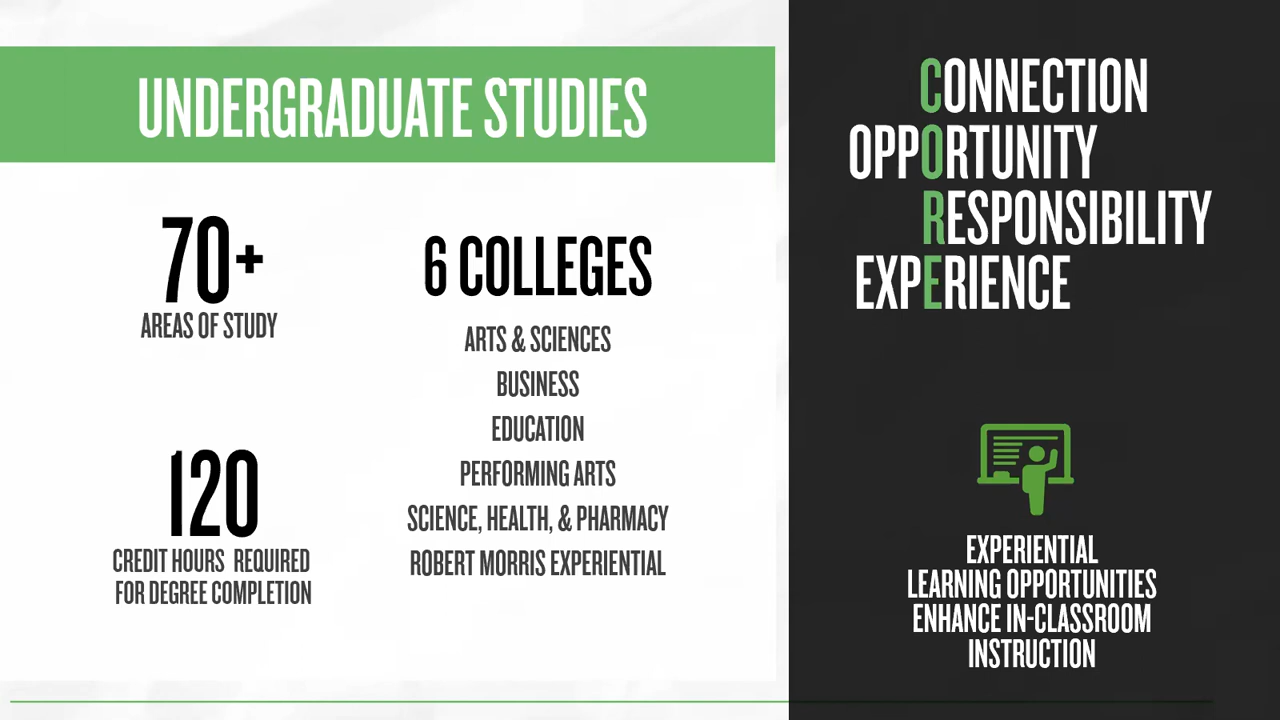 UNDERGRADUATE STUDIES
70+
AREAS OF STUDY
120
CREDIT HOURS REQUIRED
FOR DEGREE COMPLETION
6 COLLEGES
ARTS & SCIENCES
BUSINESS
EDUCATION
PERFORMING ARTS
SCIENCE, HEALTH, & PHARMACY
ROBERT MORRIS EXPERIENTIAL
CONNECTION
OPPORTUNITY
RESPONSIBILITY
EXPERIENCE
EXPERIENTIAL
LEARNING OPPORTUNITIES
ENHANCE IN-CLASSROOM
INSTRUCTION